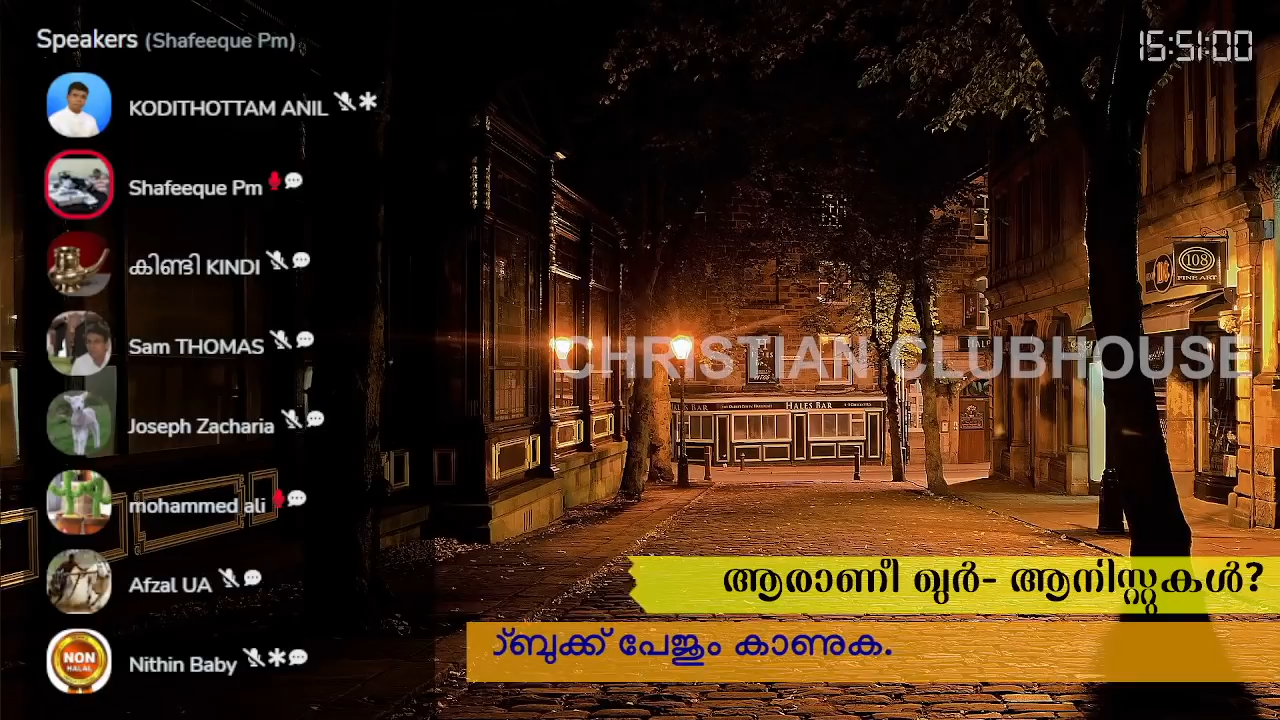 Speakers (Shafeeque Pm)
15:51:00
KODITHOTTAM ANIL
Shafeeque Pm
കിണ്ടി KINDI
Sam THOMAS
Joseph Zacharia
mohammed ali
Afzal UA
Nithin Baby
NON
HALAL
108
FINE ART
CHRISTIAN CLUBHOUSE
HALES BAR
ആരാണീ ഖുർ- ആനിസ്റ്റുകൾ?
ബുക്ക് പേജും കാണുക.